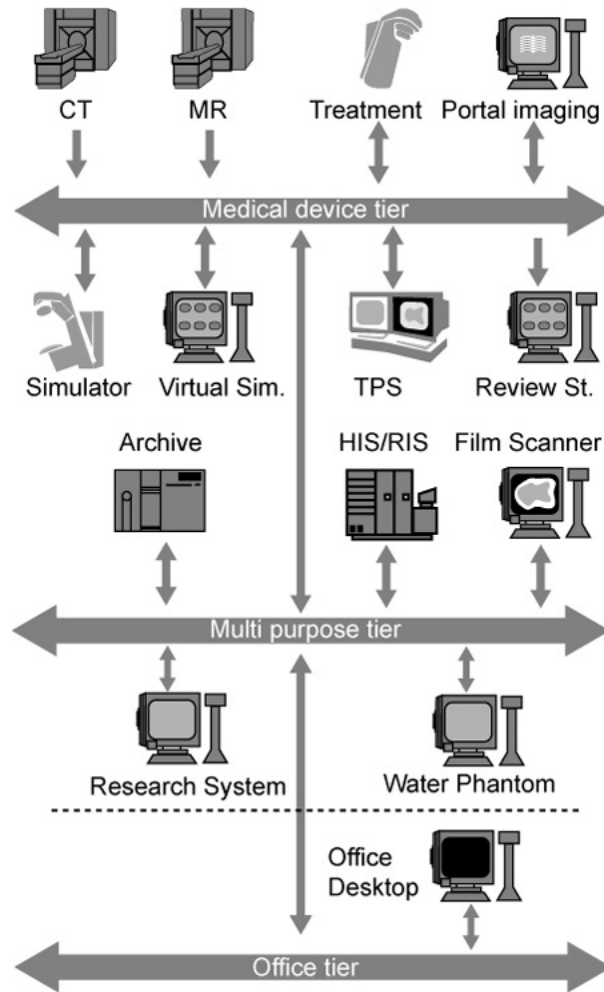 CT MR Treatment Portal imaging
Medical device tier
Simulator Virtual Sim. TPS Review St.
Archive HIS/RIS Film Scanner
Multi purpose tier
Research System Water Phantom
Office
Desktop
Office tier